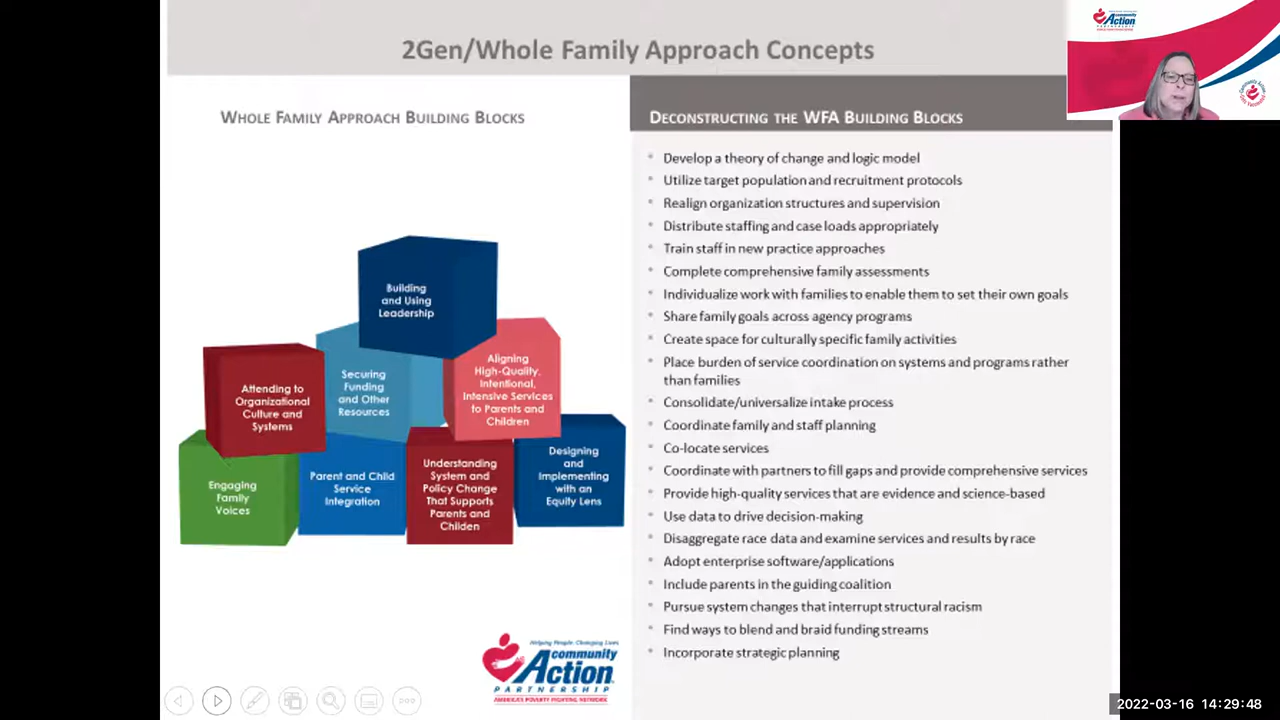 2Gen/Whole Family Approach Concepts
WHOLE FAMILY APPROACH BUILDING BLOCKS
Building
and Using
Leadership
Attending to
Organizational
Culture and
Systems
Securing
Funding
and Other
Resources
Aligning
High-Quality,
Intentional,
Intensive Services
to Parents and
Children
Engaging
Family
Voices
Parent and Child
Service
Integration
Understanding
System and
Policy Change
That Supports
Parents and
Childen
Designing
and
Implementing
with an
Equity Lens
Helping People. Changing Lives.
community
Action
PARTNERSHIP
AMERICA'S POVERTY FIGHTING NETWORK
DECONSTRUCTING THE WFA BUILDING BLOCKS
Develop a theory of change and logic model
Utilize target population and recruitment protocols
Realign organization structures and supervision
Distribute staffing and case loads appropriately
Train staff in new practice approaches
Complete comprehensive family assessments
Individualize work with families to enable them to set their own goals
Share family goals across agency programs
Create space for culturally specific family activities
Place burden of service coordination on systems and programs rather
than families
Consolidate/universalize intake process
Coordinate family and staff planning
Co-locate services
Coordinate with partners to fill gaps and provide comprehensive services
Provide high-quality services that are evidence and science-based
Use data to drive decision-making
Disaggregate race data and examine services and results by race
Adopt enterprise software/applications
Include parents in the guiding coalition
Pursue system changes that interrupt structural racism
Find ways to blend and braid funding streams
Incorporate strategic planning
community
Action
PARTNERSHIP
2022-03-16 14:29:48